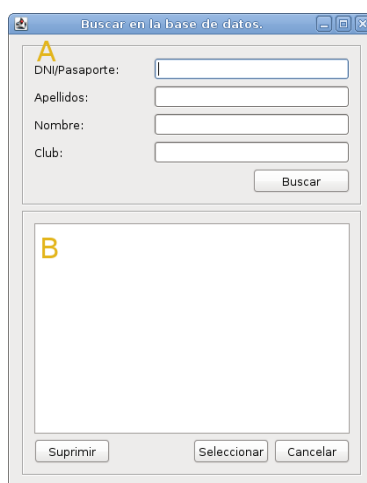 Buscar en la base de datos.
A
DNI/Pasaporte:
Apellidos:
Nombre:
Club:
Buscar
B
Suprimir Seleccionar Cancelar